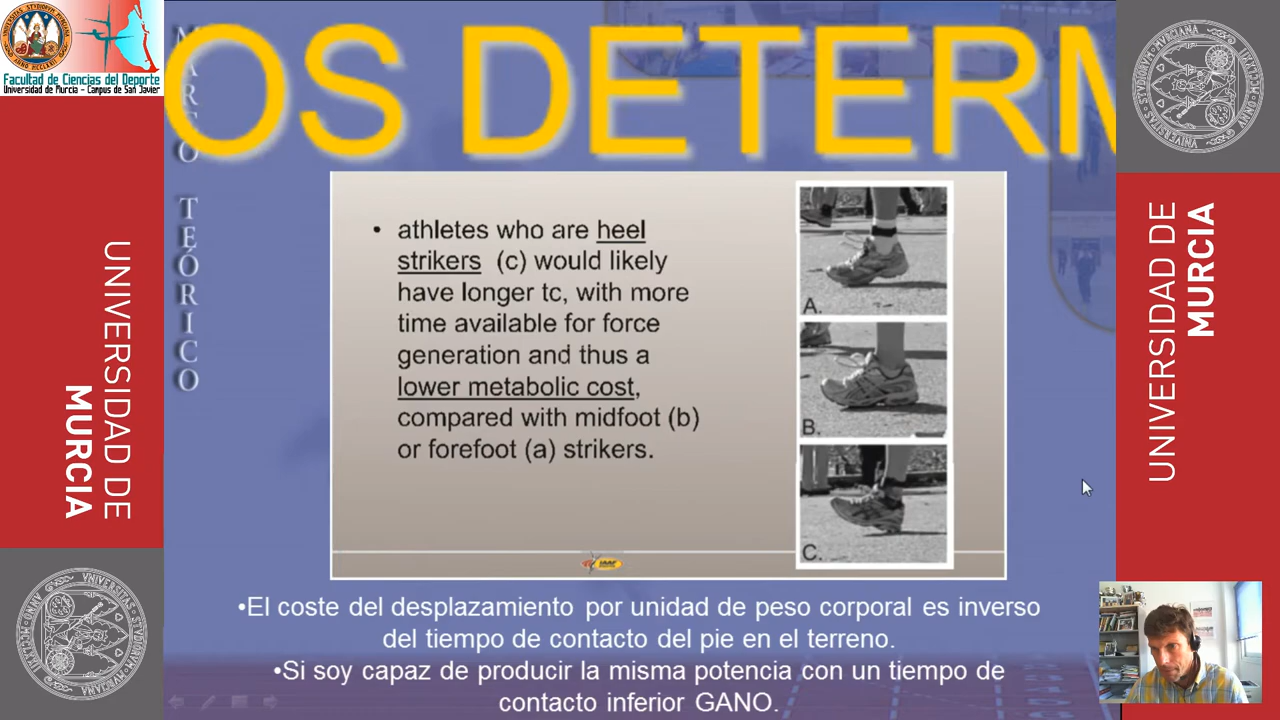 Facultad de Ciencias del Deporte
Universidad de Murcia - Campus de San Javier
OS DETERM
MARCO TEÓRICO
• athletes who are heel
strikers (c) would likely
have longer tc, with more
time available for force
generation and thus a
lower metabolic cost,
compared with midfoot (b)
or forefoot (a) strikers.
A.
B.
C.
•El coste del desplazamiento por unidad de peso corporal es inverso
del tiempo de contacto del pie en el terreno.
•Si soy capaz de producir la misma potencia con un tiempo de
contacto inferior GANO.
UNIVERSIDAD DE
MURCIA
UNIVERSIDAD DE
MURCIA